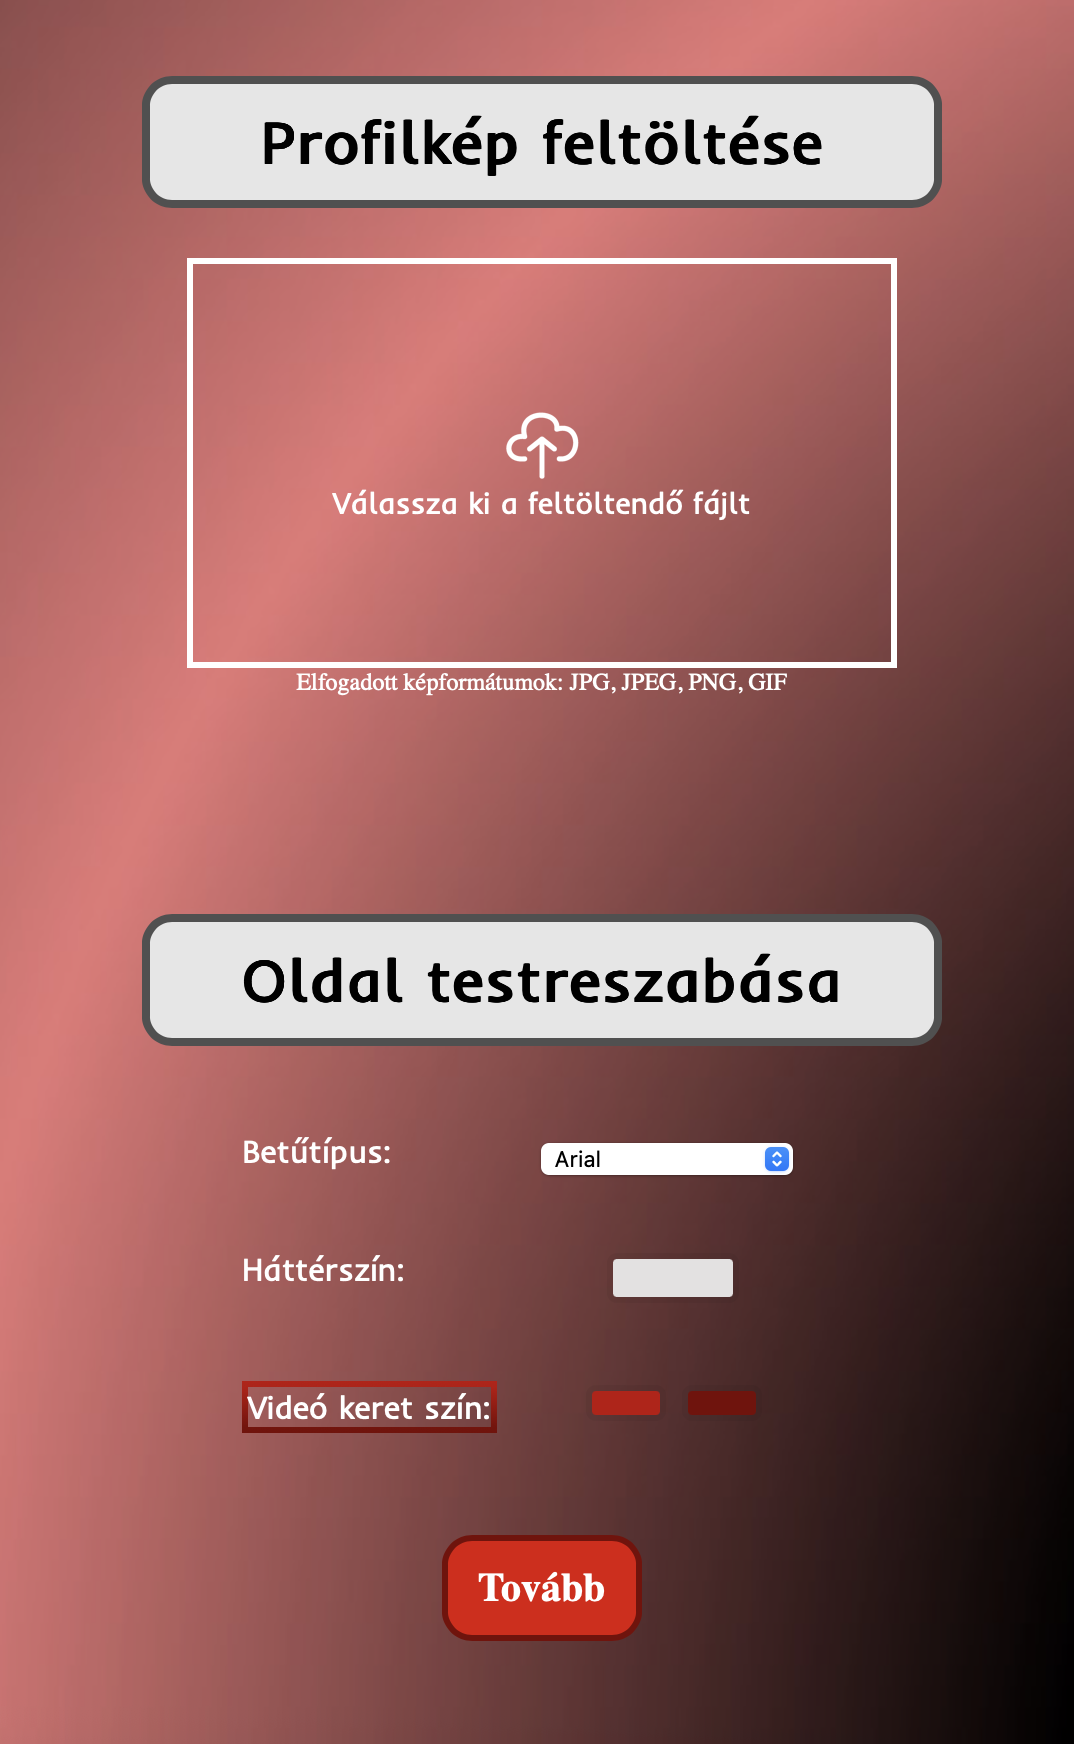 Profilkép feltöltése
Válassza ki a feltöltendő fájlt
Elfogadott képformátumok: JPG, JPEG, PNG, GIF
Oldal testreszabása
Betűtípus: Arial
Háttérszín:
Videó keret szín:
Tovább